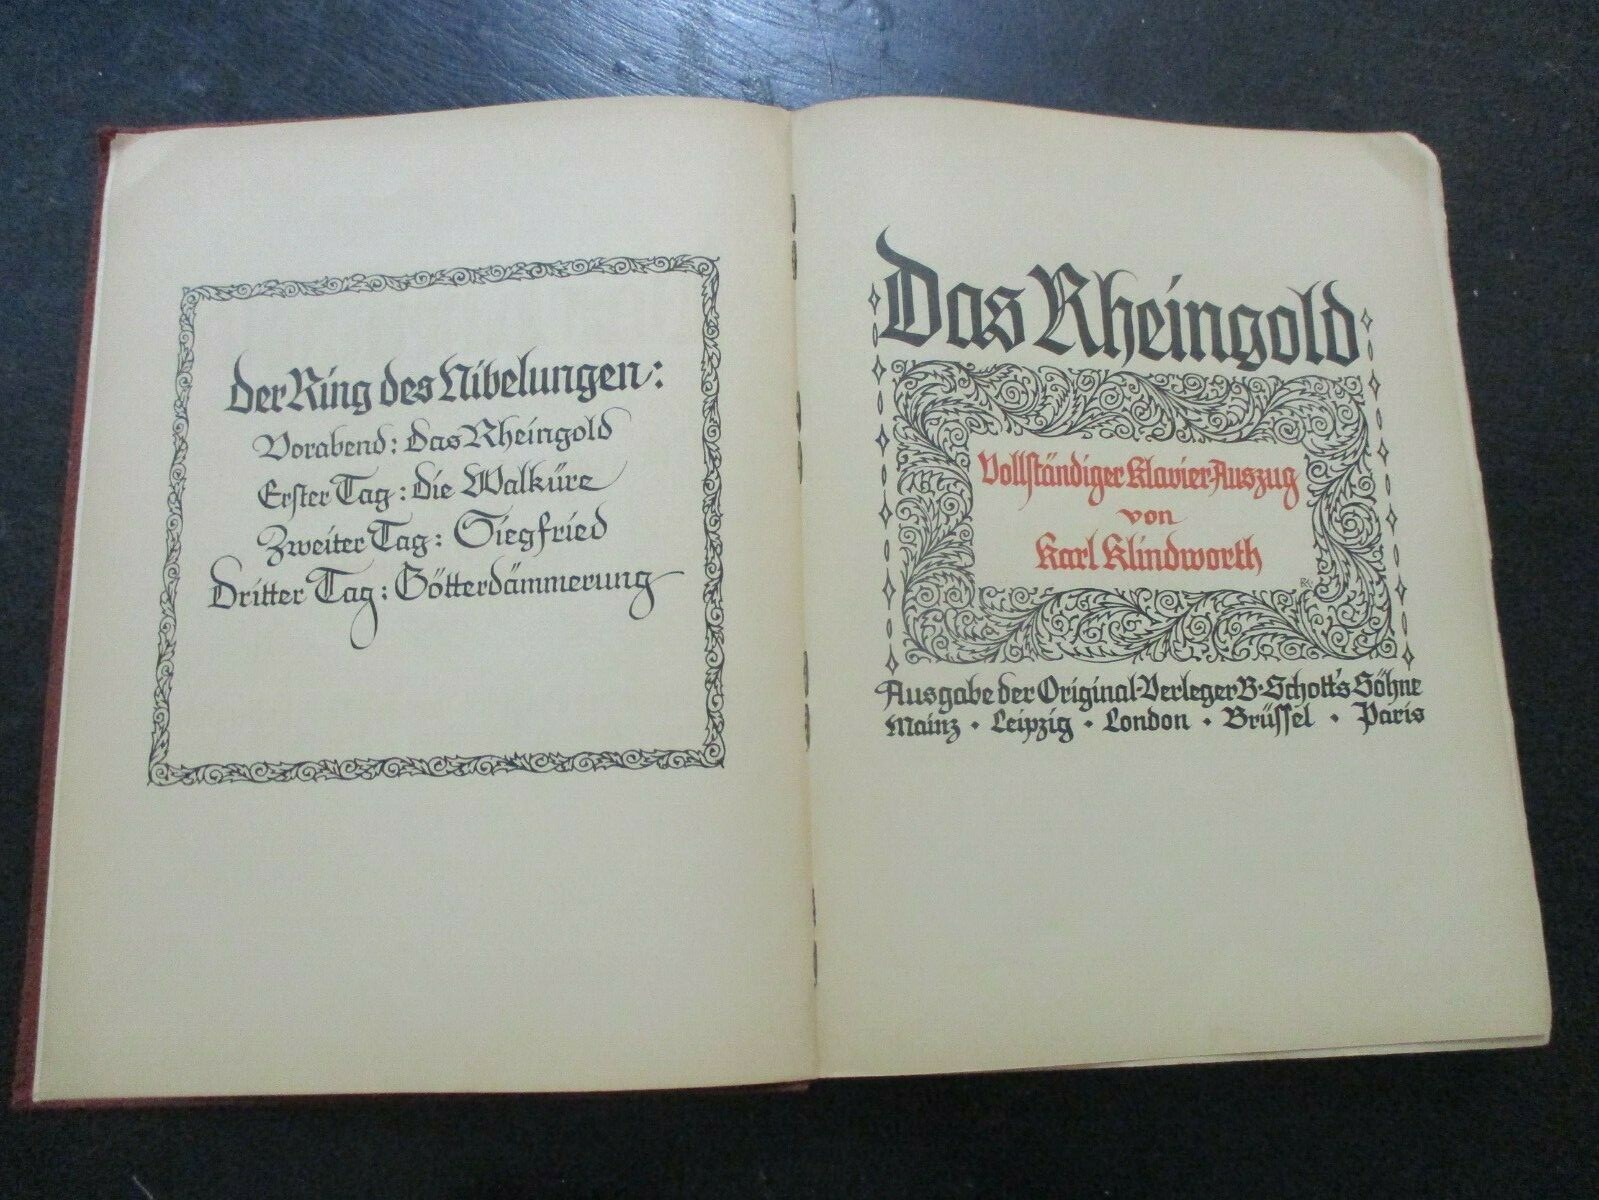 der Ring des Nibelungen:
Vorabend: das Rheingold
Erster Tag: die Walküre
Zweiter Tag: Siegfried
Dritter Tag: Götterdämmerung
Das Rheingold
Vollständiger Klavier-Auszug
von
Karl Klindworth
Ausgabe der Original-Verleger B. Schott's Söhne
Mainz · Leipzig · London · Brüssel · Paris